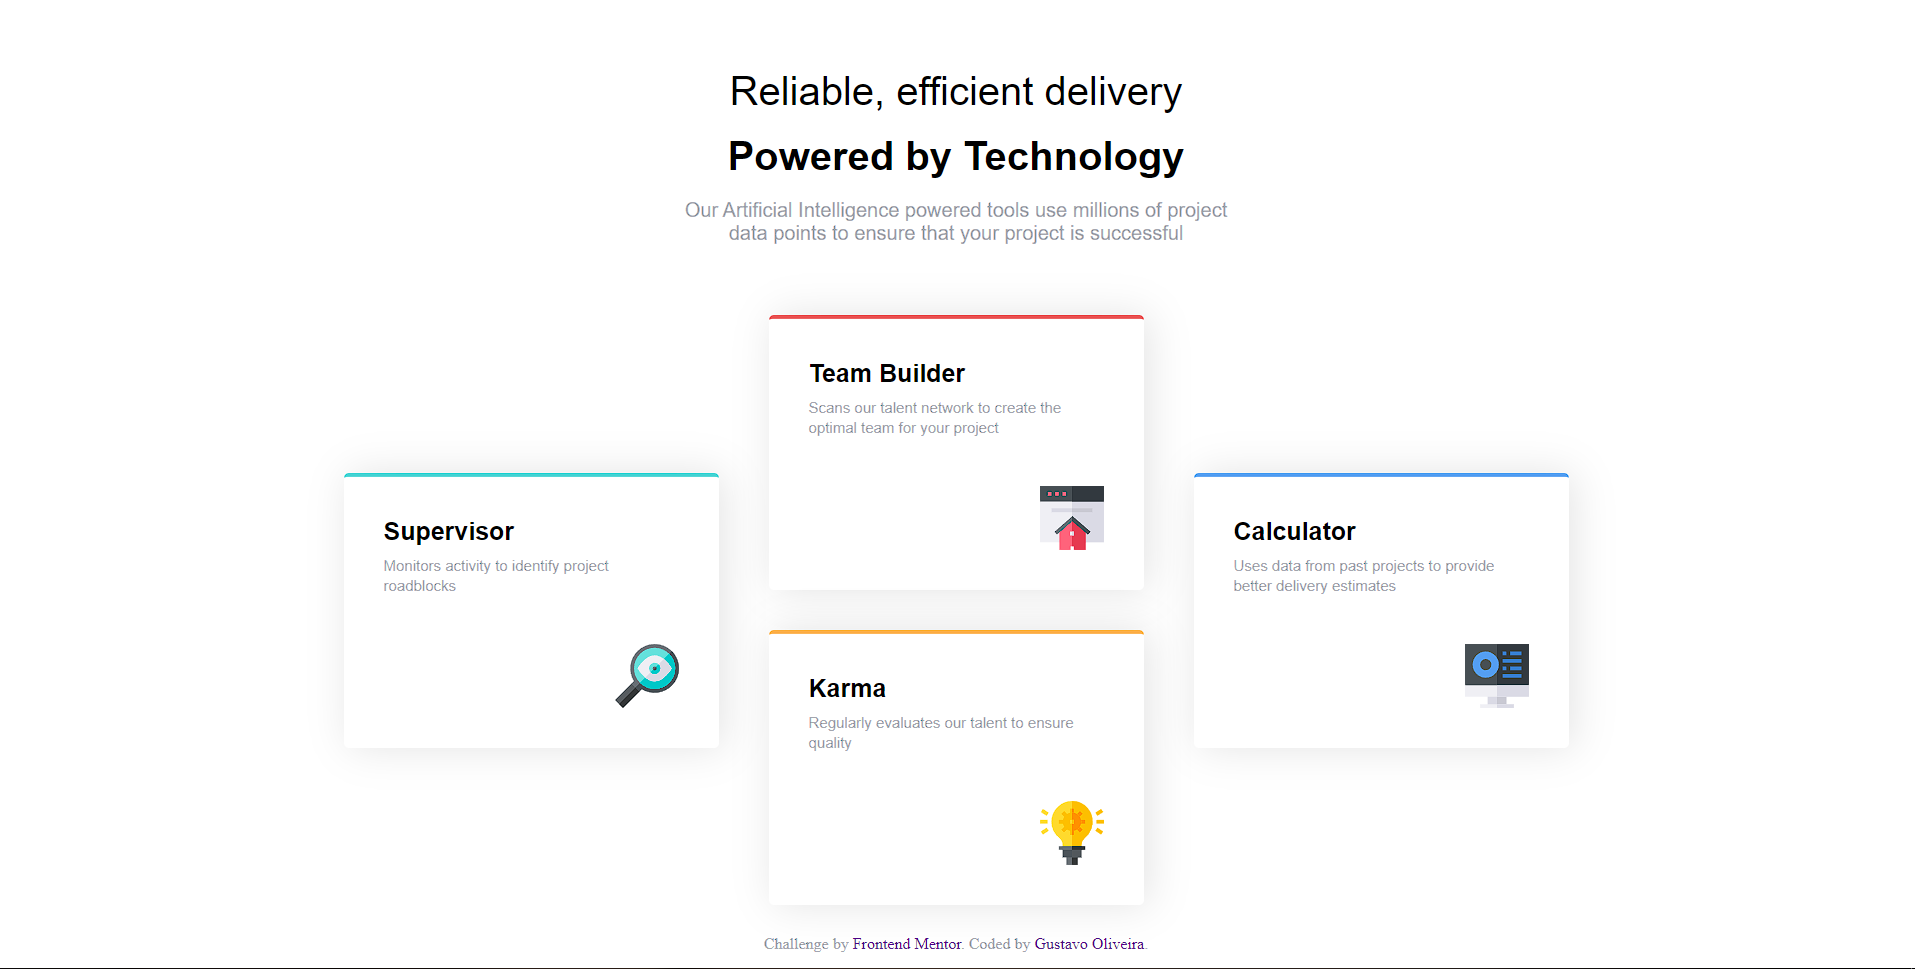 Reliable, efficient delivery
Powered by Technology
Our Artificial Intelligence powered tools use millions of project
data points to ensure that your project is successful
Team Builder
Scans our talent network to create the
optimal team for your project
Supervisor
Monitors activity to identify project
roadblocks
Calculator
Uses data from past projects to provide
better delivery estimates
Karma
Regularly evaluates our talent to ensure
quality
Challenge by Frontend Mentor. Coded by Gustavo Oliveira.